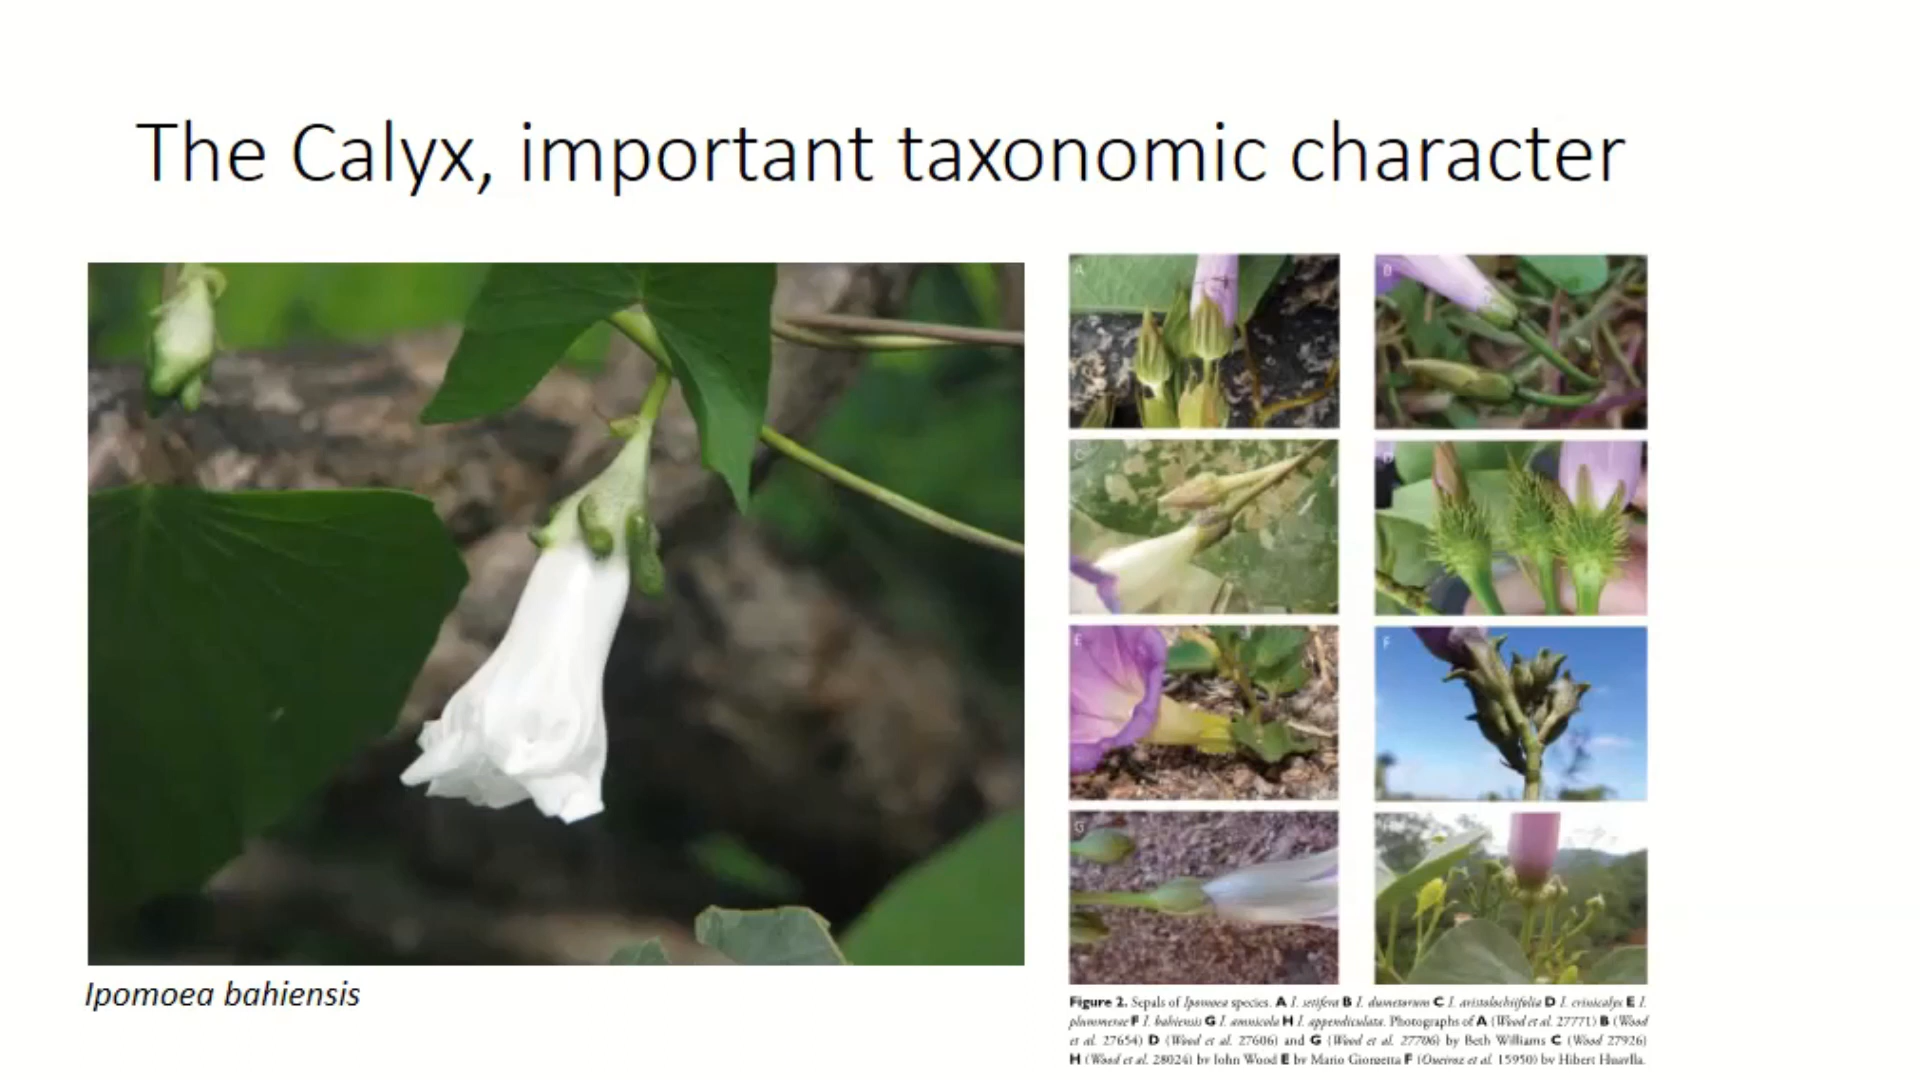 The Calyx, important taxonomic character
A
B
C
D
E
F
G
Ipomoea bahiensis
Figure 2. Sepals of Ipomoea species. A I. setifera B I. dumetorum C I. aristolochiifolia D I. crinicalyx E I.
plummerae F I. bahiensis G I. amnicola H I. appendiculata. Photographs of A (Wood et al. 27771) B (Wood
et al. 27654) D (Wood et al. 27606) and G (Wood et al. 27706) by Beth Williams C (Wood 27926)
H (Wood et al. 28024) by John Wood E by Mario Giorgetta F (Queiroz et al. 15950) by Hibert Huaylla.